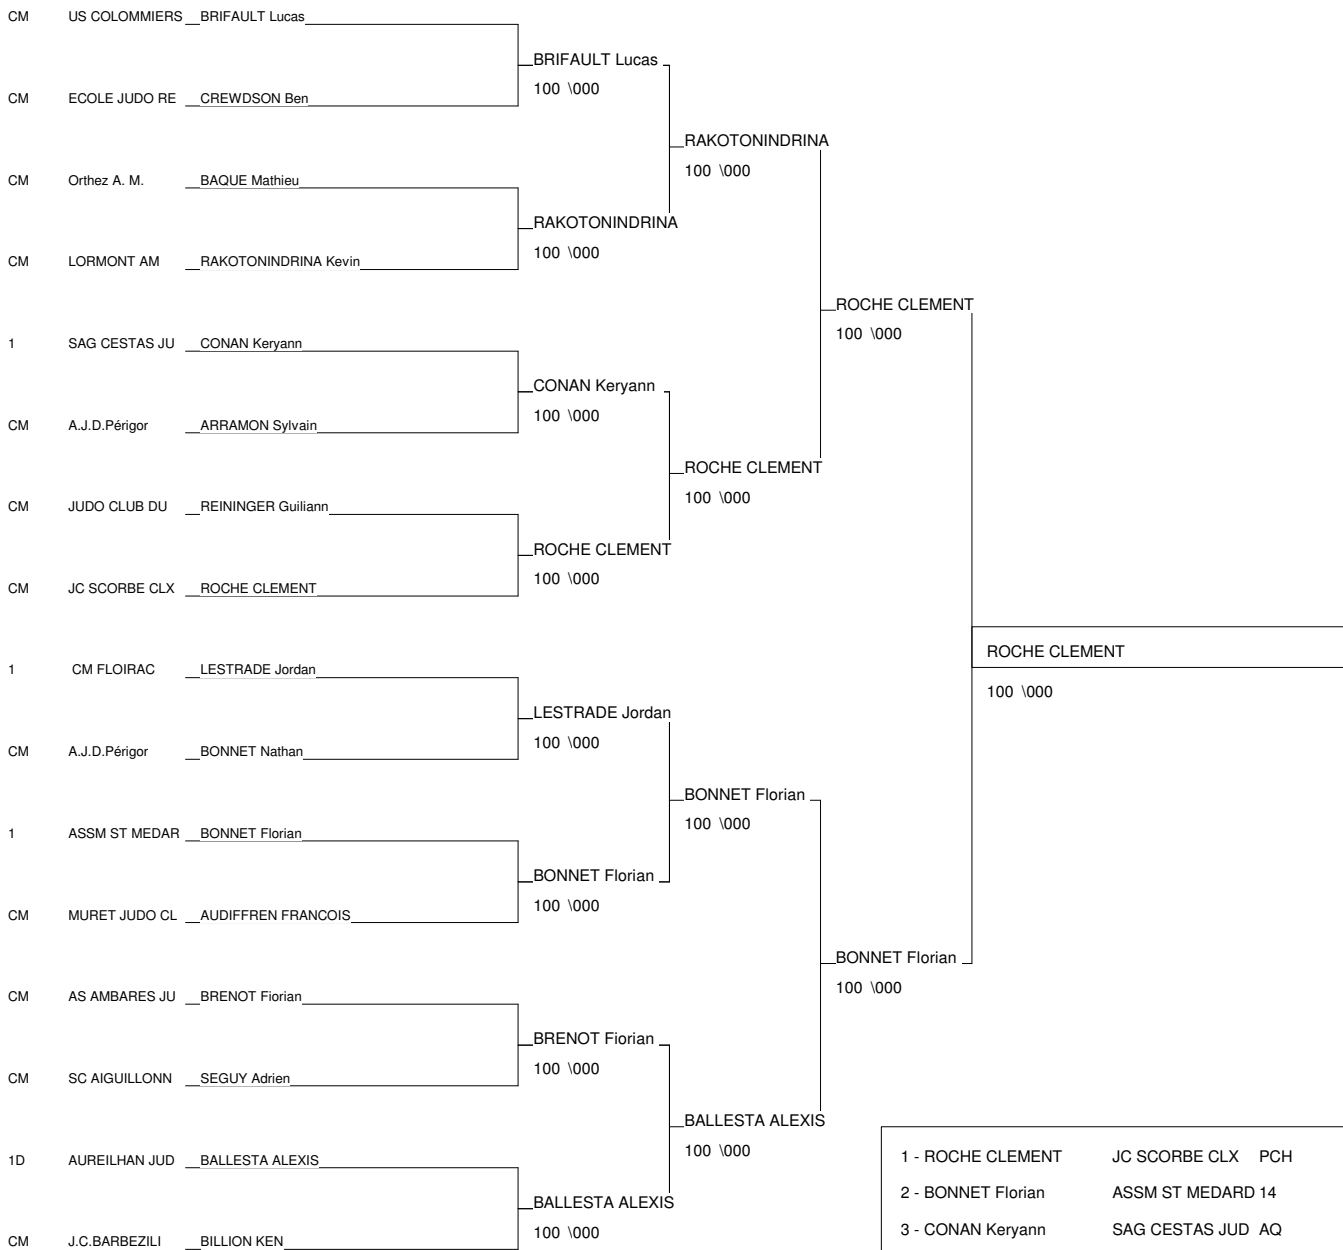 CM US COLOMMIERS BRIFAULT Lucas
BRIFAULT Lucas
100 \000
CM ECOLE JUDO RE CREWDSON Ben
RAKOTONINDRINA
100 \000
CM Orthez A. M. BAQUE Mathieu
RAKOTONINDRINA
100 \000
CM LORMONT AM RAKOTONINDRINA Kevin
ROCHE CLEMENT
100 \000
1 SAG CESTAS JU CONAN Keryann
CONAN Keryann
100 \000
CM A.J.D.Périgor ARRAMON Sylvain
ROCHE CLEMENT
100 \000
CM JUDO CLUB DU REININGER Guiliann
ROCHE CLEMENT
100 \000
CM JC SCORBE CLX ROCHE CLEMENT
ROCHE CLEMENT
100 \000
1 CM FLOIRAC LESTRADE Jordan
LESTRADE Jordan
100 \000
CM A.J.D.Périgor BONNET Nathan
BONNET Florian
100 \000
1 ASSM ST MEDAR BONNET Florian
BONNET Florian
100 \000
CM MURET JUDO CL AUDIFFREN FRANCOIS
BONNET Florian
100 \000
CM AS AMBARES JU BRENOT Fiorian
BRENOT Fiorian
100 \000
CM SC AIGUILLONN SEGUY Adrien
BALLESTA ALEXIS
100 \000
1D AUREILHAN JUD BALLESTA ALEXIS
BALLESTA ALEXIS
100 \000
CM J.C.BARBEZILI BILLION KEN
1 - ROCHE CLEMENT JC SCORBE CLX PCH
2 - BONNET Florian ASSM ST MEDARD 14
3 - CONAN Keryann SAG CESTAS JUD AQ